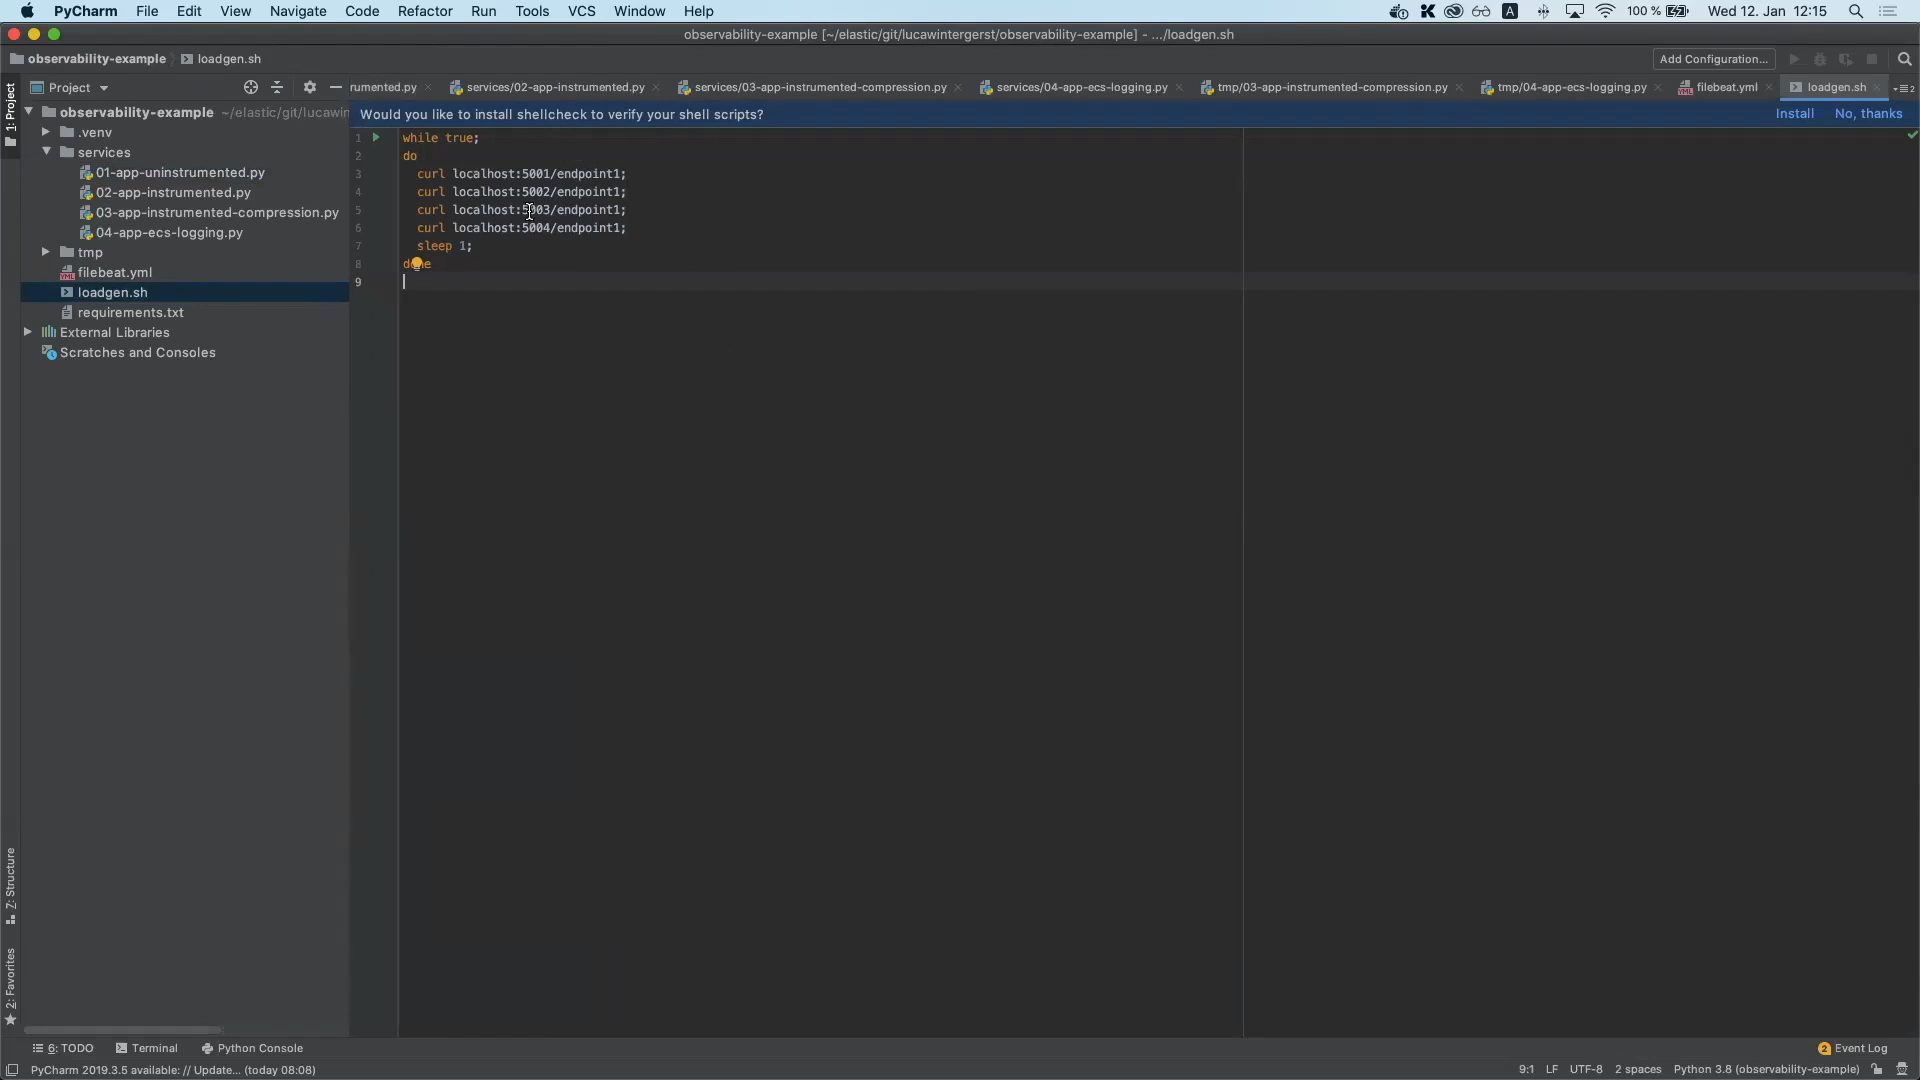 PyCharm File Edit View Navigate Code Refactor Run Tools VCS Window Help A 100 % Wed 12. Jan 12:15
observability-example [~/elastic/git/lucawintergerst/observability-example] - .../loadgen.sh
observability-example loadgen.sh Add Configuration...
Project rumented.py services/02-app-instrumented.py services/03-app-instrumented-compression.py services/04-app-ecs-logging.py tmp/03-app-instrumented-compression.py tmp/04-app-ecs-logging.py filebeat.yml loadgen.sh 2
1: Project
observability-example ~/elastic/git/lucawin
.venv
services
01-app-uninstrumented.py
02-app-instrumented.py
03-app-instrumented-compression.py
04-app-ecs-logging.py
tmp
filebeat.yml
loadgen.sh
requirements.txt
External Libraries
Scratches and Consoles
Would you like to install shellcheck to verify your shell scripts? Install No, thanks
1 while true;
2 do
3 curl localhost:5001/endpoint1;
4 curl localhost:5002/endpoint1;
5 curl localhost:5003/endpoint1;
6 curl localhost:5004/endpoint1;
7 sleep 1;
8 done
9
7: Structure
2: Favorites
6: TODO Terminal Python Console 2 Event Log
PyCharm 2019.3.5 available: // Update... (today 08:08) 9:1 LF UTF-8 2 spaces Python 3.8 (observability-example)